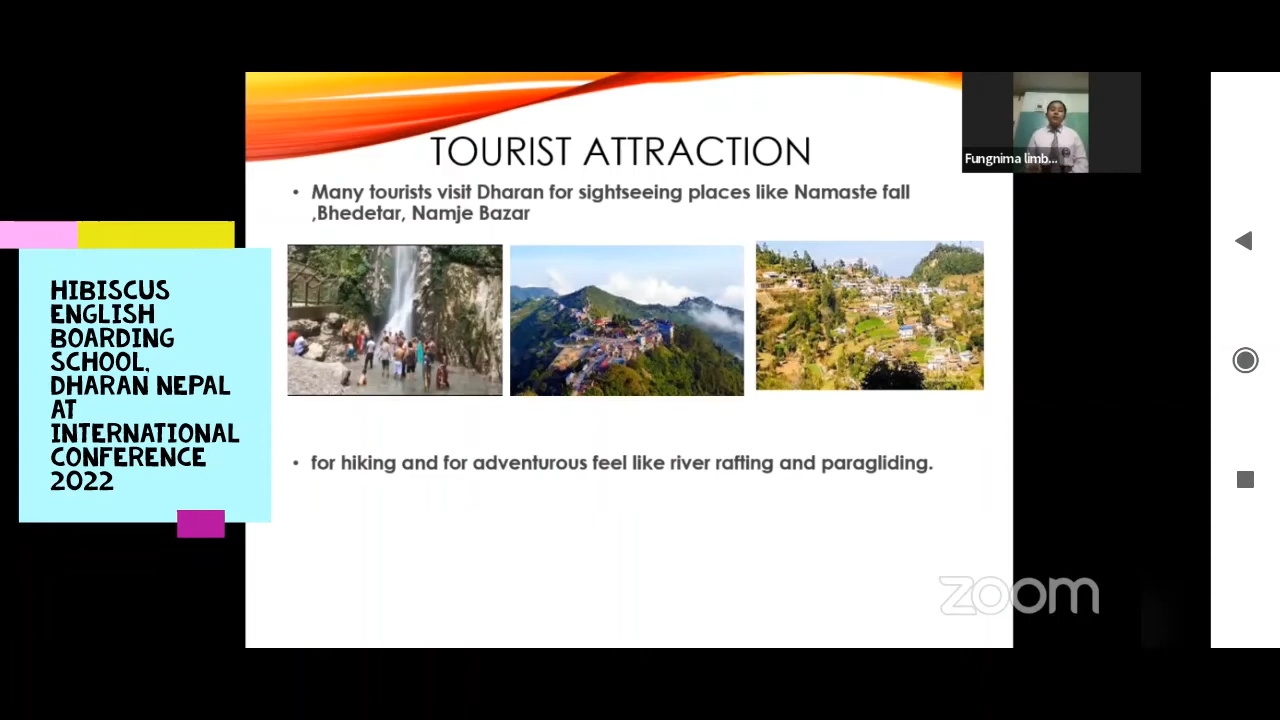 TOURIST ATTRACTION
• Many tourists visit Dharan for sightseeing places like Namaste fall
,Bhedetar, Namje Bazar
• for hiking and for adventurous feel like river rafting and paragliding.
Fungnima limb...
HIBISCUS
ENGLISH
BOARDING
SCHOOL,
DHARAN NEPAL
AT
INTERNATIONAL
CONFERENCE
2022
zoom